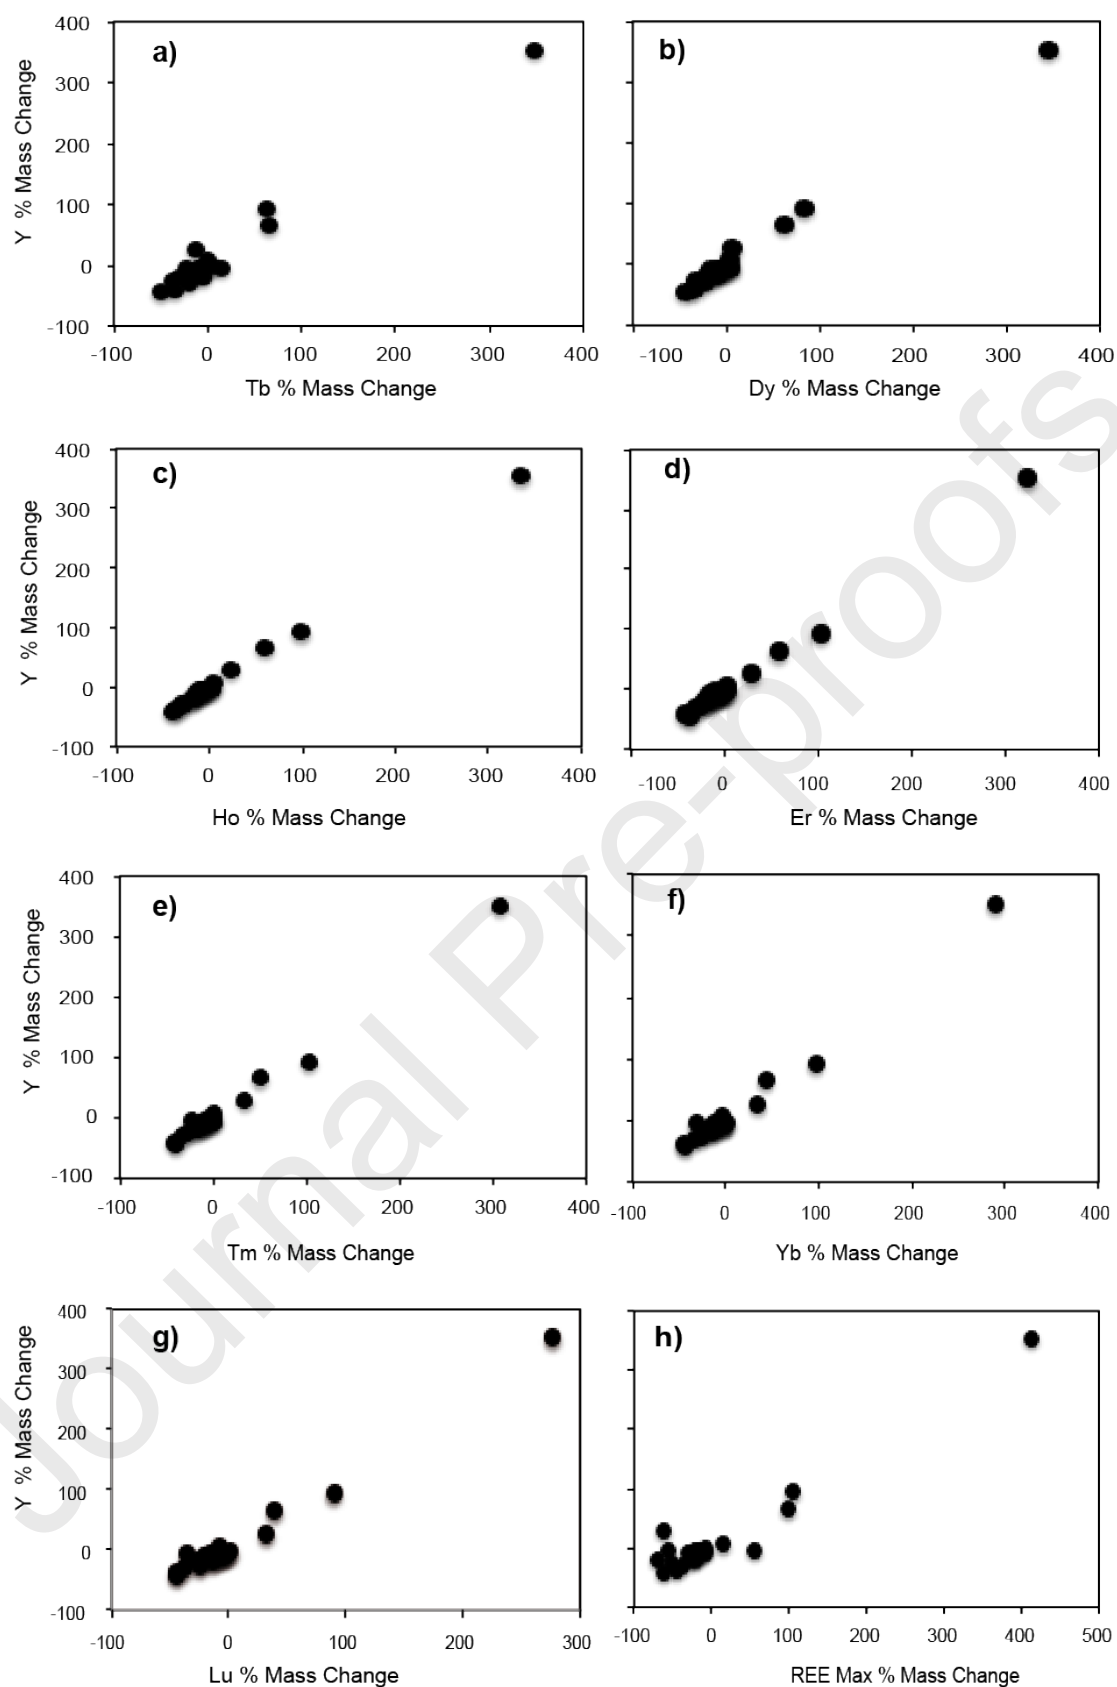 400
300
200
100
0
-100
Y % Mass Change
a)
-100 0 100 200 300 400
Tb % Mass Change
b)
-100 0 100 200 300 400
Dy % Mass Change
400
300
200
100
0
-100
Y % Mass Change
c)
-100 0 100 200 300 400
Ho % Mass Change
d)
-100 0 100 200 300 400
Er % Mass Change
400
300
200
100
0
-100
Y % Mass Change
e)
-100 0 100 200 300 400
Tm % Mass Change
f)
-100 0 100 200 300 400
Yb % Mass Change
400
300
200
100
0
-100
Y % Mass Change
g)
-100 0 100 200 300
Lu % Mass Change
h)
-100 0 100 200 300 400 500
REE Max % Mass Change
Journal Pre-proofs